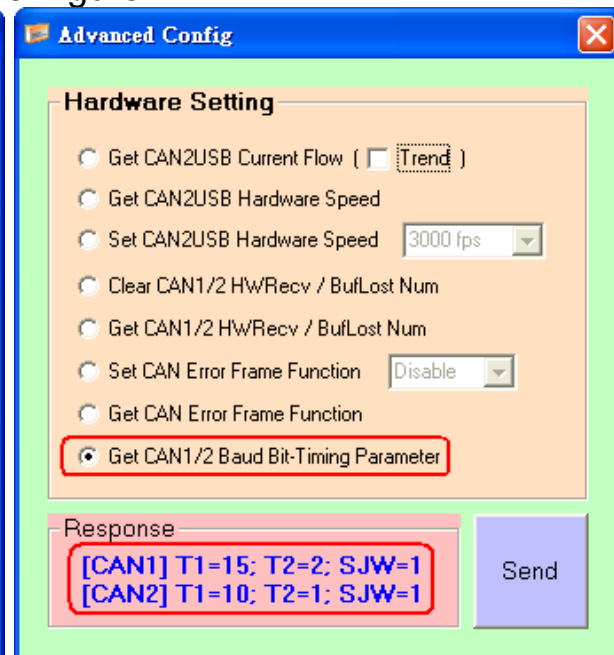 Advanced Config
Hardware Setting
Get CAN2USB Current Flow ( Trend )
Get CAN2USB Hardware Speed
Set CAN2USB Hardware Speed 3000 fps
Clear CAN1/2 HWRecv / BufLost Num
Get CAN1/2 HWRecv / BufLost Num
Set CAN Error Frame Function Disable
Get CAN Error Frame Function
Get CAN1/2 Baud Bit-Timing Parameter
Response
[CAN1] T1=15; T2=2; SJW=1
[CAN2] T1=10; T2=1; SJW=1
Send